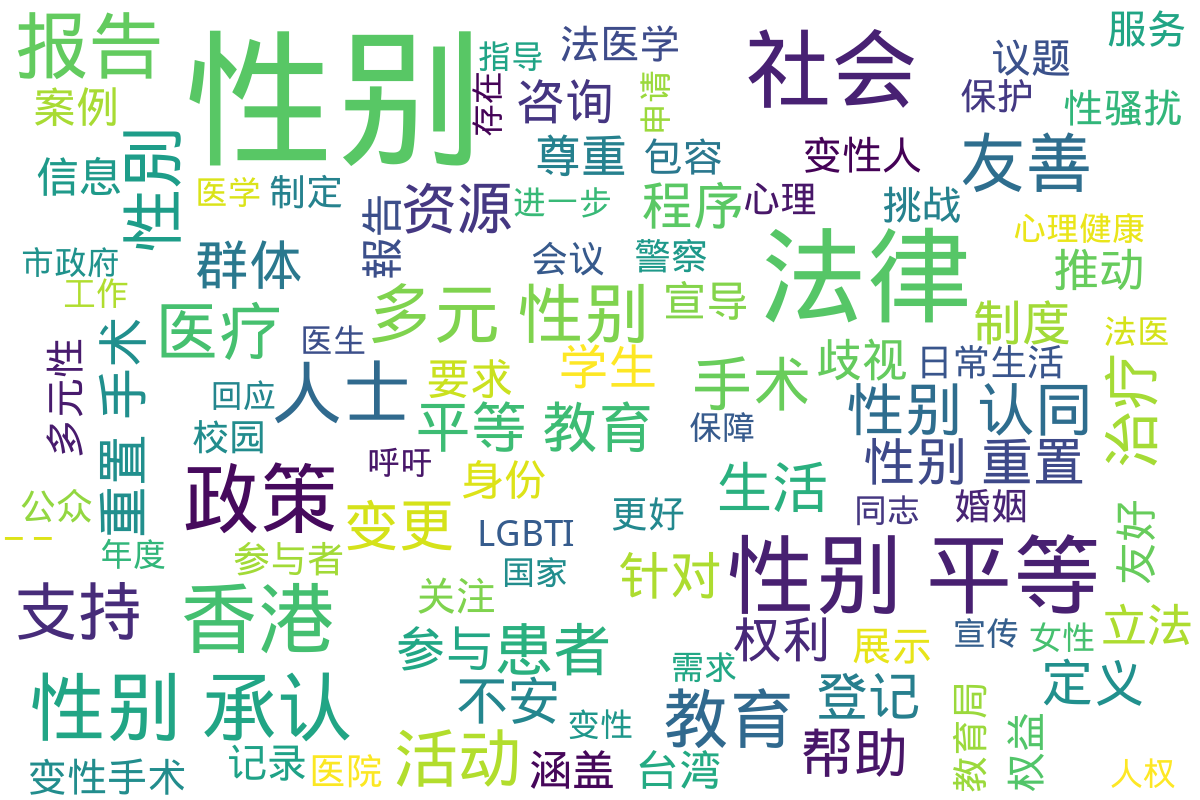 报告
性别
指导
法医学
社会
议题
服务
案例
存在
咨询
申请
保护
性骚扰
信息
性别
医学
制定
尊重
包容
变性人
友善
報告
资源
进一步
程序
心理
挑战
心理健康
市政府
群体
会议
警察
法律
推动
工作
医疗
多元 性别
宣导
制度
法医
多元性
重置 手术
医生
人士
要求
学生
手术
歧视
日常生活
治疗
回应
校园
平等 教育
保障
性别 认同
性别 重置
呼吁
政策
变更
身份
生活
公众
一 一
年度
参与者
LGBTI
国家
更好
同志
婚姻
友好
针对
性别 平等
支持
香港
关注
参与
患者
权利
展示
宣传
女性
立法
性别 承认
不安
需求
教育
登记
定义
变性
变性手术
记录
医院
活动
涵盖
台湾
帮助
教育局
权益
人权